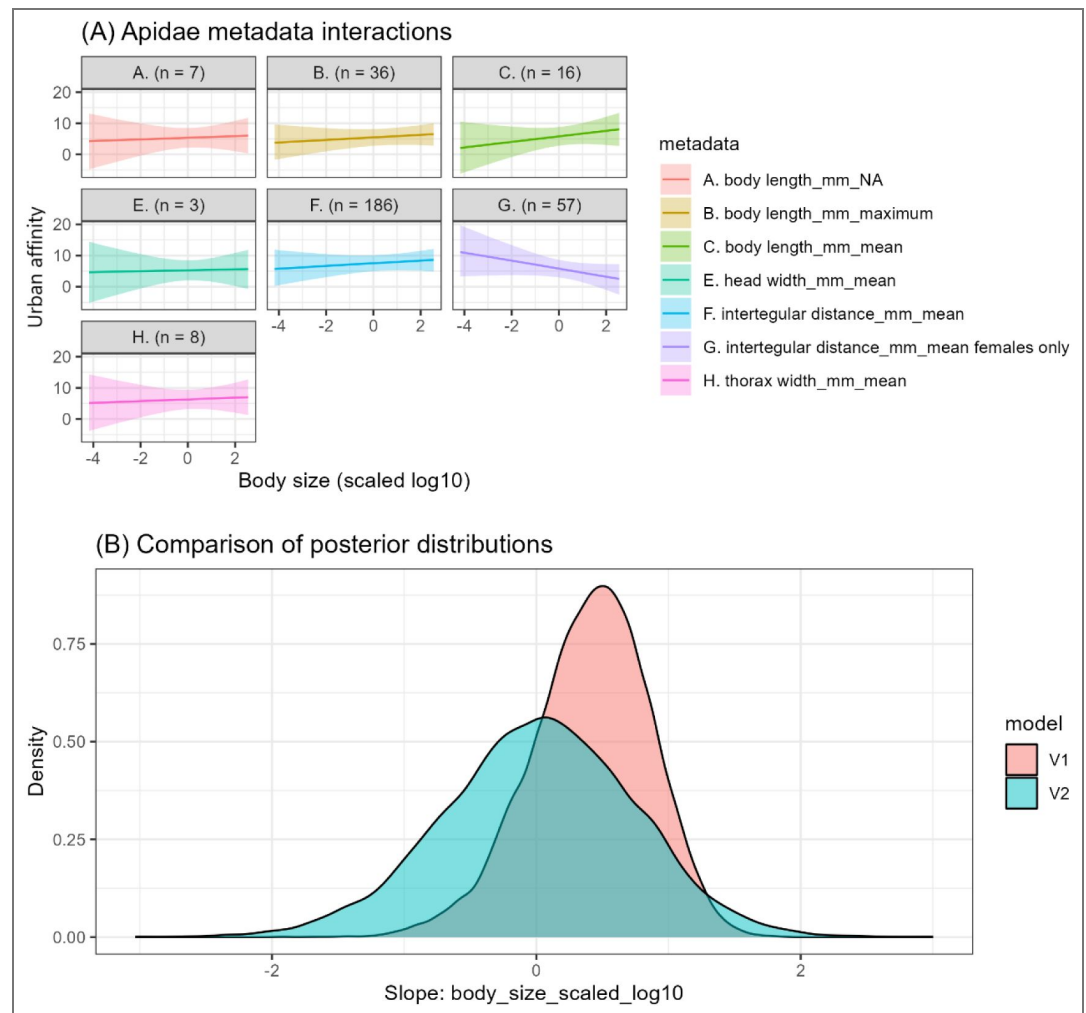 (A) Apidae metadata interactions
A. (n = 7)
B. (n = 36)
C. (n = 16)
20
10
0
E. (n = 3)
F. (n = 186)
G. (n = 57)
20
10
0
-4 -2 0 2
-4 -2 0 2
H. (n = 8)
20
10
0
-4 -2 0 2
Urban affinity
Body size (scaled log10)
metadata
A. body length_mm_NA
B. body length_mm_maximum
C. body length_mm_mean
E. head width_mm_mean
F. intertegular distance_mm_mean
G. intertegular distance_mm_mean females only
H. thorax width_mm_mean
(B) Comparison of posterior distributions
0.75
0.50
0.25
0.00
Density
-2 0 2
Slope: body_size_scaled_log10
model
V1
V2